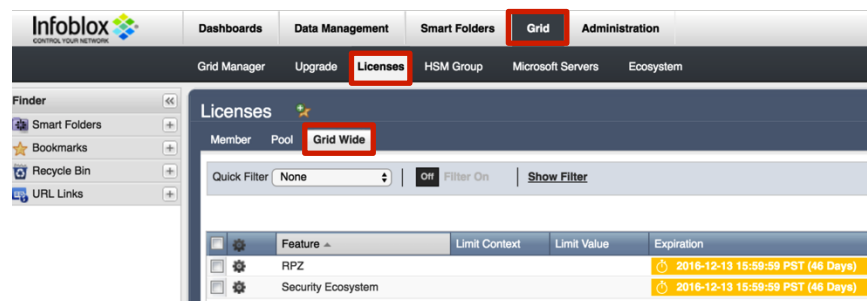 Infoblox
CONTROL YOUR NETWORK
Dashboards Data Management Smart Folders Grid Administration
Grid Manager Upgrade Licenses HSM Group Microsoft Servers Ecosystem
Finder
Smart Folders
Bookmarks
Recycle Bin
URL Links
Licenses
Member Pool Grid Wide
Quick Filter None Off Filter On Show Filter
Feature Limit Context Limit Value Expiration
RPZ 2016-12-13 15:59:59 PST (46 Days)
Security Ecosystem 2016-12-13 15:59:59 PST (46 Days)